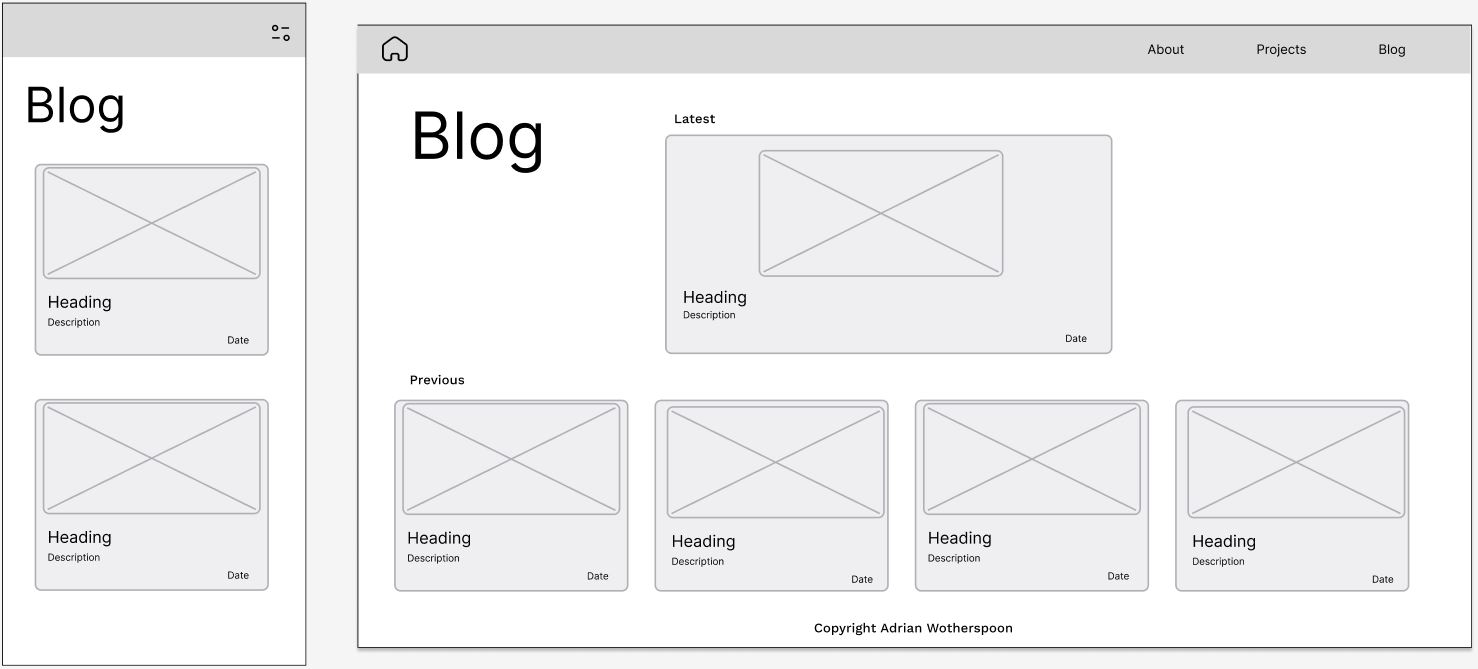 Blog
Heading
Description
Date
Heading
Description
Date
About Projects Blog
Blog
Latest
Heading
Description
Date
Previous
Heading
Description
Date
Heading
Description
Date
Heading
Description
Date
Heading
Description
Date
Copyright Adrian Wotherspoon